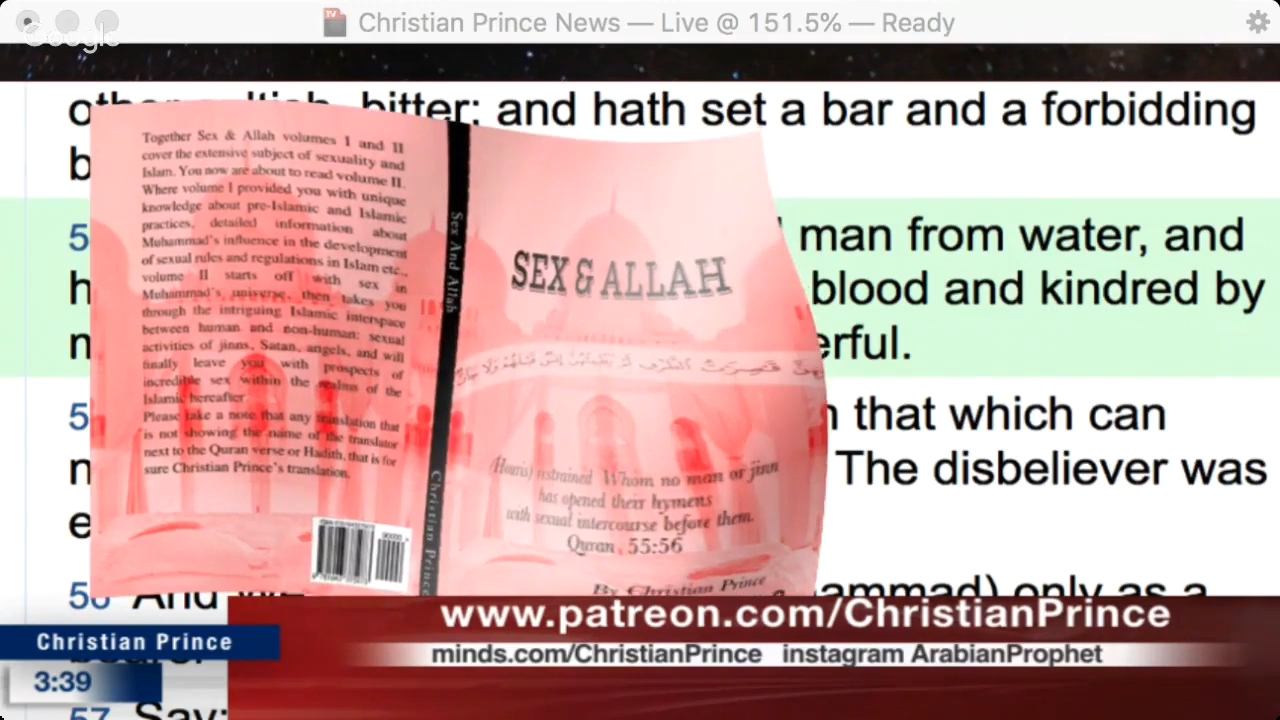 Christian Prince News — Live @ 151.5% — Ready
Google
bitter; and hath set a bar and a forbidding
man from water, and
blood and kindred by
that which can
The disbeliever was
And
only as a
57 Say:
Together Sex & Allah volumes I and II
cover the extensive subject of sexuality and
Islam. You now are about to read volume II.
Where volume I provided you with unique
knowledge about pre-Islamic and Islamic
practices, detailed information about
Muhammad's influence in the development
of sexual rules and regulations in Islam etc.,
volume II starts off with sex in
Muhammad's universe, then takes you
through the intriguing Islamic interspace
between human and non-human: sexual
activities of jinns, Satan, angels, and will
finally leave you with prospects of
incredible sex within the realms of the
Islamic hereafter.
Please take a note that any translation that
is not showing the name of the translator
next to the Quran verse or Hadith, that is for
sure Christian Prince's translation.
Sex And Allah
Christian Prince
SEX & ALLAH
(Houris) restrained Whom no man or jinn
has opened their hymens
with sexual intercourse before them.
Quran, 55:56
By Christian Prince
www.patreon.com/ChristianPrince
minds.com/ChristianPrince instagram ArabianProphet
Christian Prince
3:39